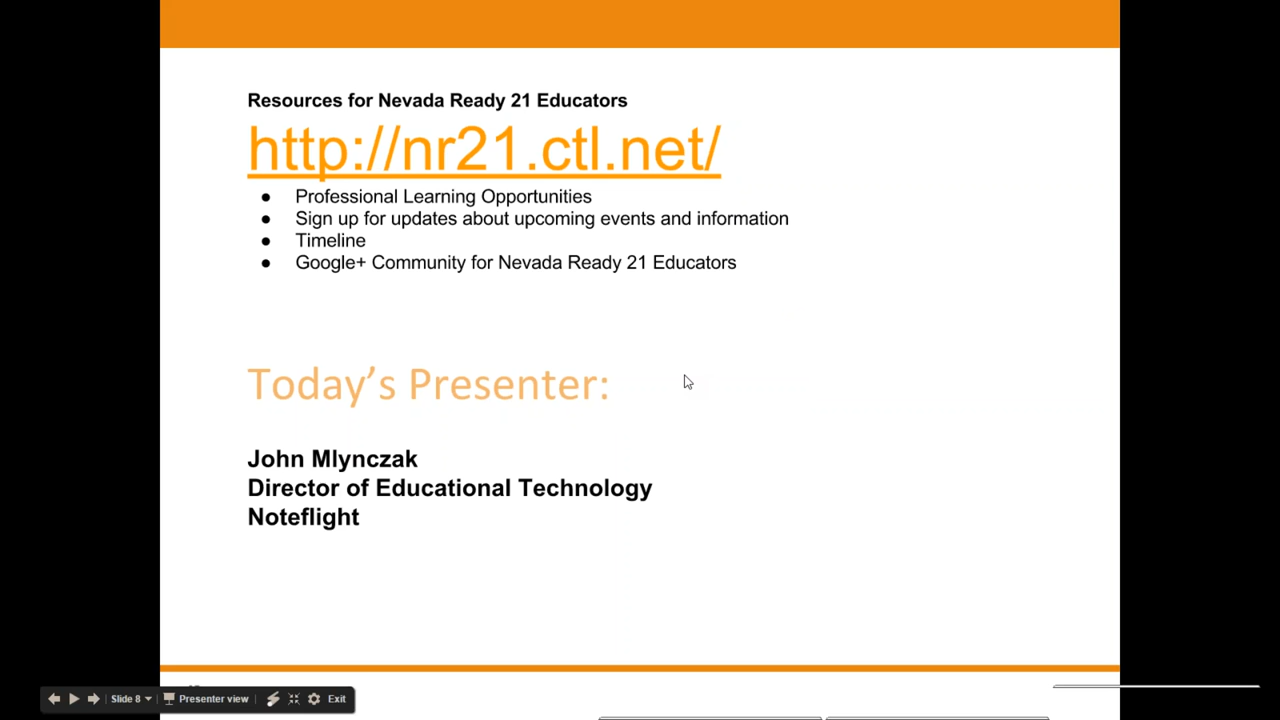 Resources for Nevada Ready 21 Educators
http://nr21.ctl.net/
● Professional Learning Opportunities
● Sign up for updates about upcoming events and information
● Timeline
● Google+ Community for Nevada Ready 21 Educators
Today’s Presenter:
John Mlynczak
Director of Educational Technology
Noteflight
Slide 8 Presenter view Exit